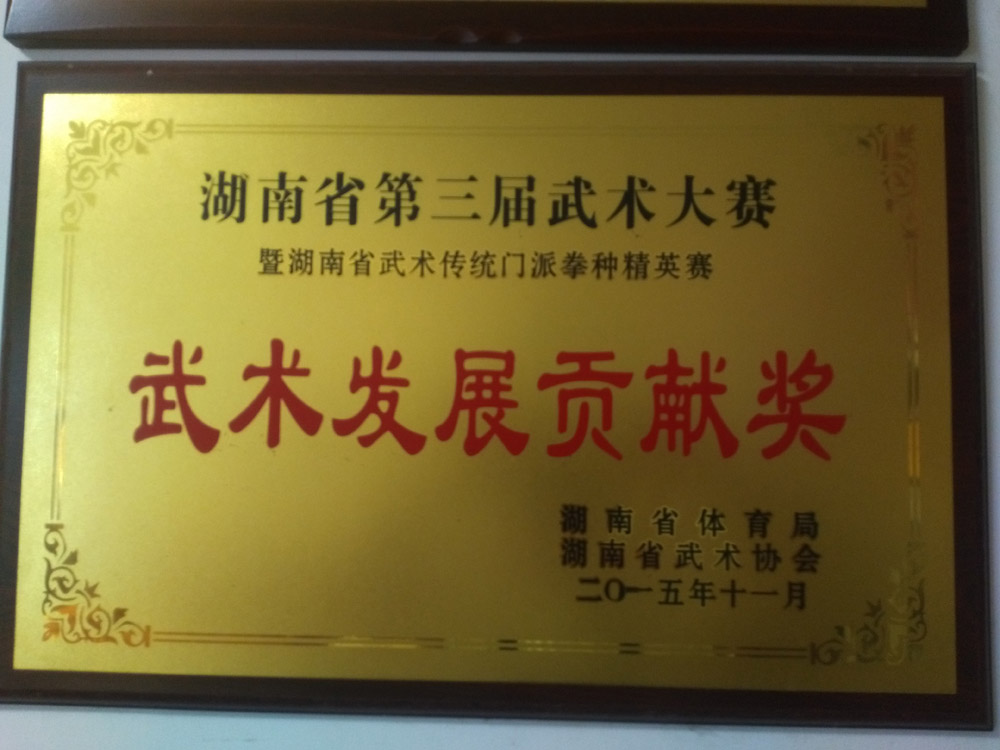 湖南省第三届武术大赛
暨湖南省武术传统门派拳种精英赛
武术发展贡献奖
湖南省体育局
湖南省武术协会
二〇一五年十一月